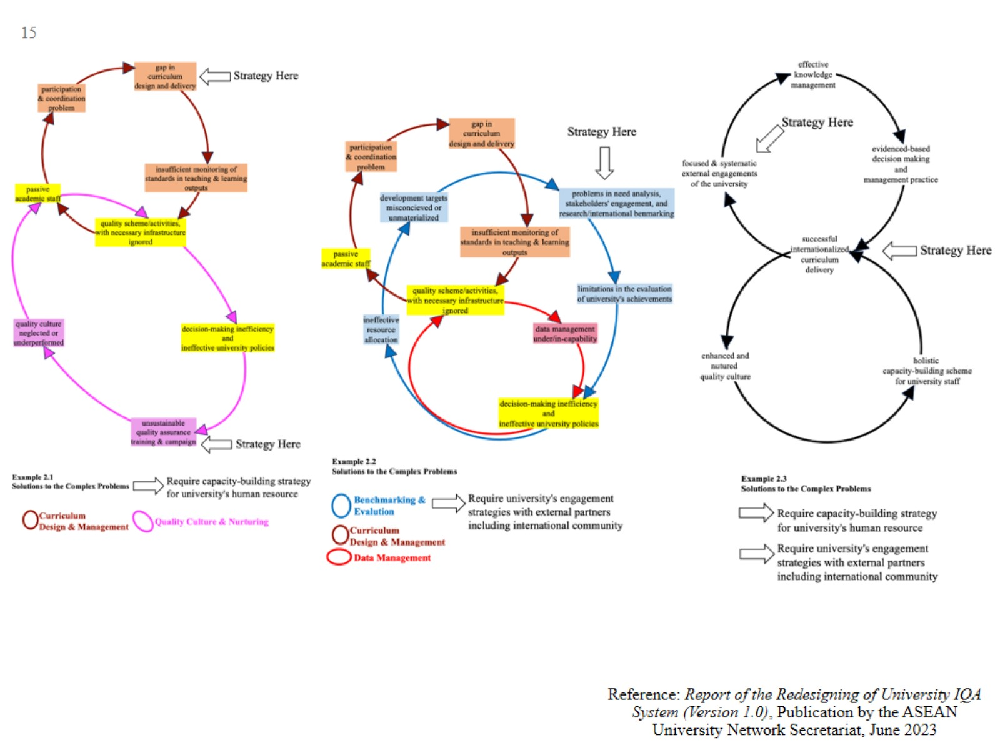 15
gap in
curriculum
design and delivery
Strategy Here
participation
& coordination
problem
insufficient monitoring of
standards in teaching & learning
outputs
passive
academic staff
quality scheme/activities,
with necessary infrastructure
ignored
quality culture
neglected or
underperformed
decision-making inefficiency
and
ineffective university policies
unsustainable
quality assurance
training & campaign
Strategy Here
Example 2.1
Solutions to the Complex Problems
Require capacity-building strategy
for university's human resource
Curriculum
Design & Management
Quality Culture & Nurturing
gap in
curriculum
design and delivery
Strategy Here
participation
& coordination
problem
development targets
misconcieved or
unmaterialized
problems in need analysis,
stakeholders' engagement, and
research/international benmarking
insufficient monitoring of
standards in teaching & learning
outputs
passive
academic staff
quality scheme/activities,
with necessary infrastructure
ignored
limitations in the evaluation
of university's achievements
ineffective
resource
allocation
data management
under/in-capability
decision-making inefficiency
and
ineffective university policies
Example 2.2
Solutions to the Complex Problems
Benchmarking &
Evalution
Require university's engagement
strategies with external partners
including international community
Curriculum
Design & Management
Data Management
effective
knowledge
management
Strategy Here
focused & systematic
external engagements
of the university
evidenced-based
decision making
and
management practice
successful
internationalized
curriculum
delivery
Strategy Here
enhanced and
nutured
quality culture
holistic
capacity-building scheme
for university staff
Example 2.3
Solutions to the Complex Problems
Require capacity-building strategy
for university's human resource
Require university's engagement
strategies with external partners
including international community
Reference: Report of the Redesigning of University IQA
System (Version 1.0), Publication by the ASEAN
University Network Secretariat, June 2023